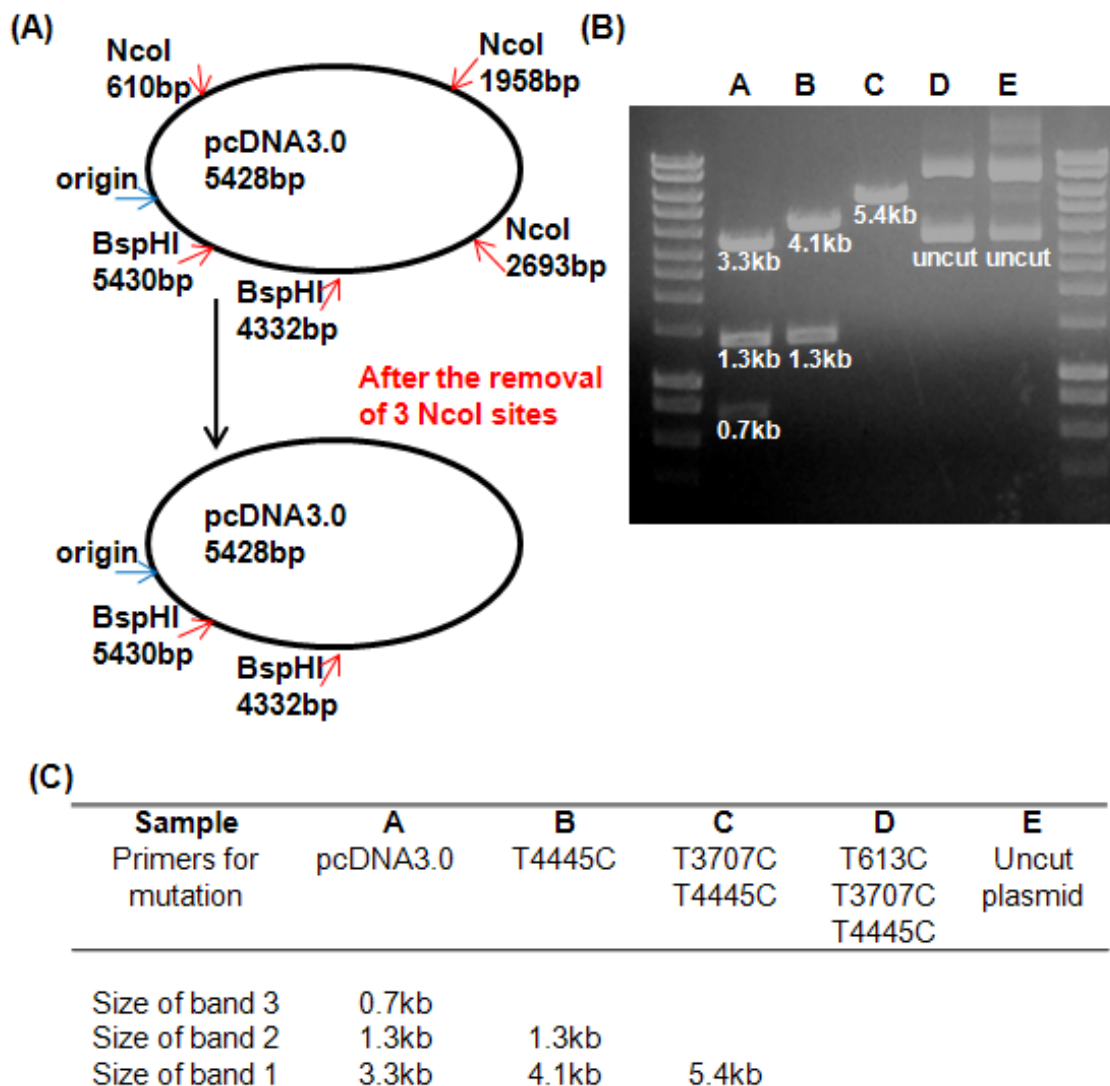 (A)
NcoI
610bp
NcoI
1958bp
pcDNA3.0
5428bp
origin
BspHI
5430bp
BspHI
4332bp
NcoI
2693bp
After the removal
of 3 NcoI sites
pcDNA3.0
5428bp
origin
BspHI
5430bp
BspHI
4332bp
(B)
A B C D E
3.3kb
4.1kb
5.4kb
uncut uncut
1.3kb 1.3kb
0.7kb
(C)
Sample A B C D E
Primers for pcDNA3.0 T4445C T3707C T613C Uncut
mutation T4445C T3707C plasmid
T4445C
Size of band 3 0.7kb
Size of band 2 1.3kb 1.3kb
Size of band 1 3.3kb 4.1kb 5.4kb